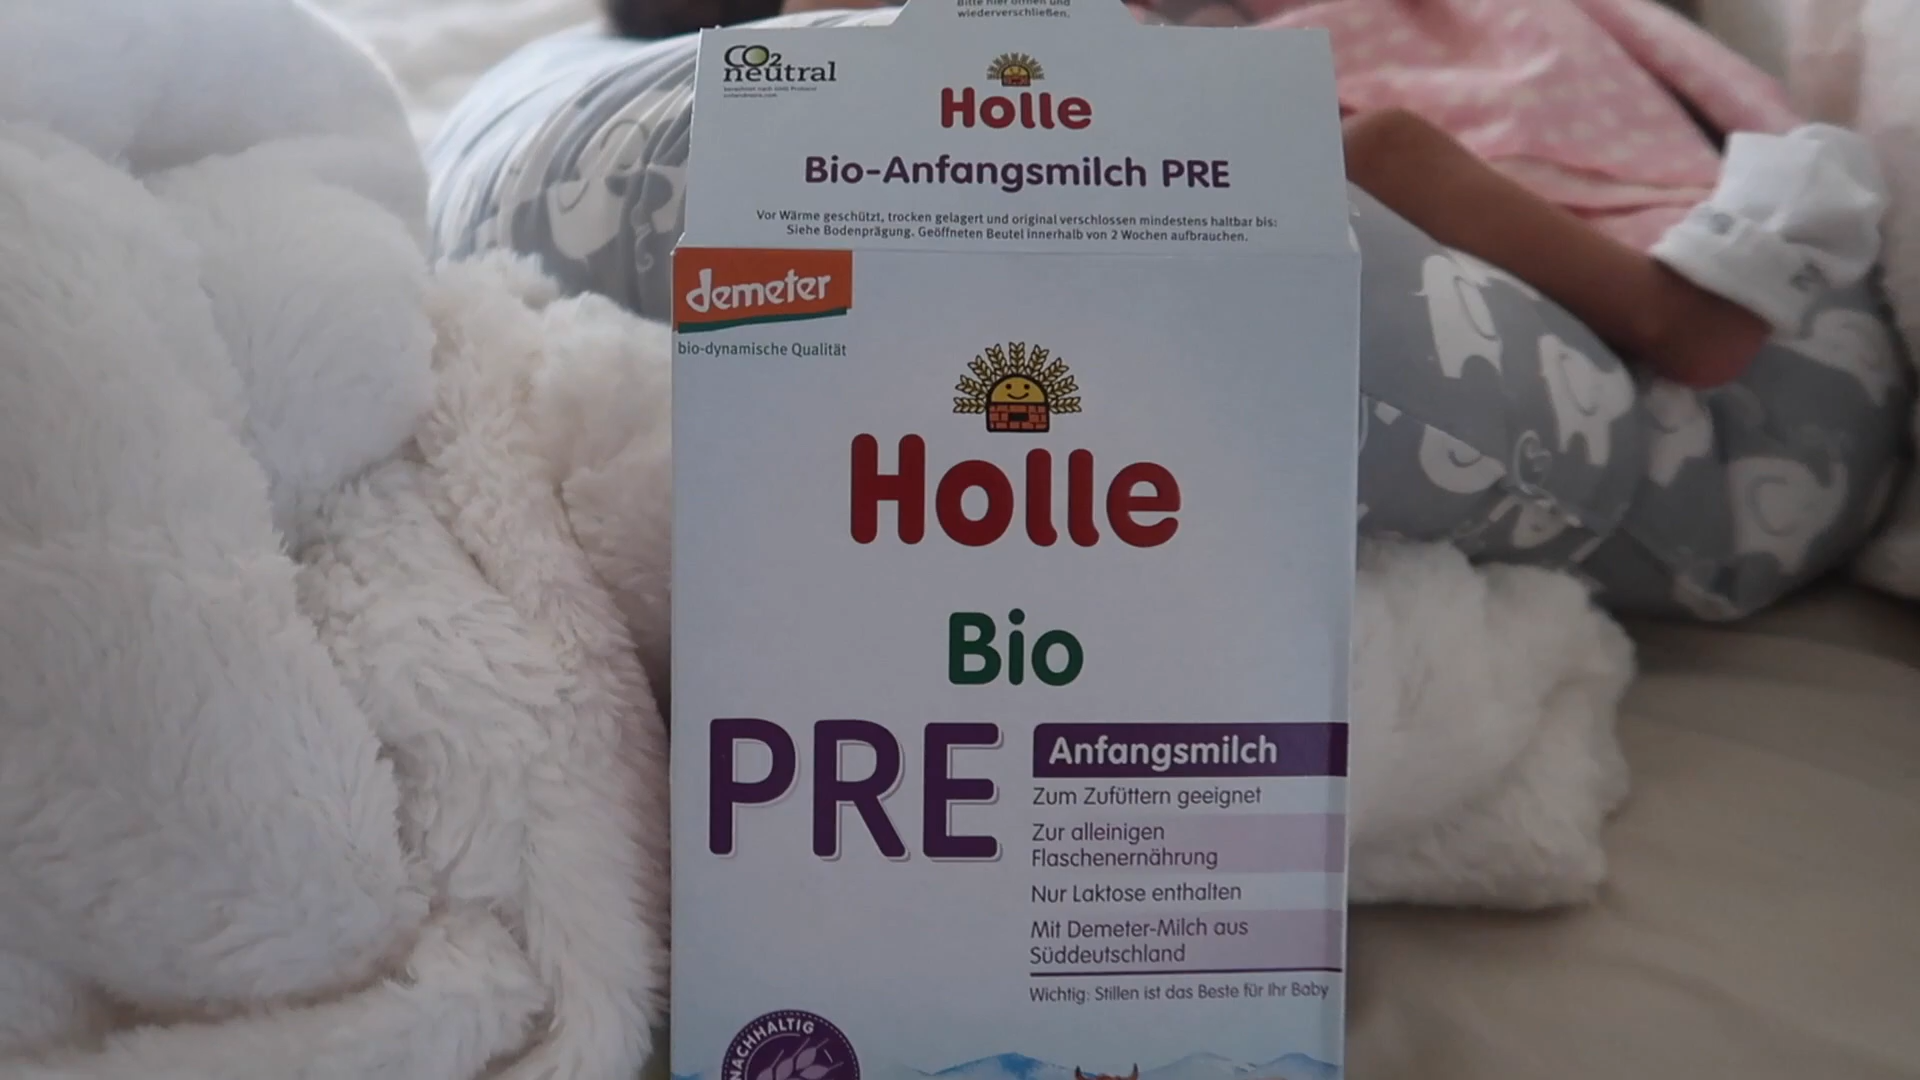 Bitte hier öffnen und
wiederverschließen.
CO2
neutral
Holle
Bio-Anfangsmilch PRE
Vor Wärme geschützt, trocken gelagert und original verschlossen mindestens haltbar bis:
Siehe Bodenprägung. Geöffneten Beutel innerhalb von 2 Wochen aufbrauchen.
demeter
bio-dynamische Qualität
Holle
Bio
PRE
Anfangsmilch
Zum Zufüttern geeignet
Zur alleinigen
Flaschenernährung
Nur Laktose enthalten
Mit Demeter-Milch aus
Süddeutschland
Wichtig: Stillen ist das Beste für Ihr Baby
NACHHALTIG